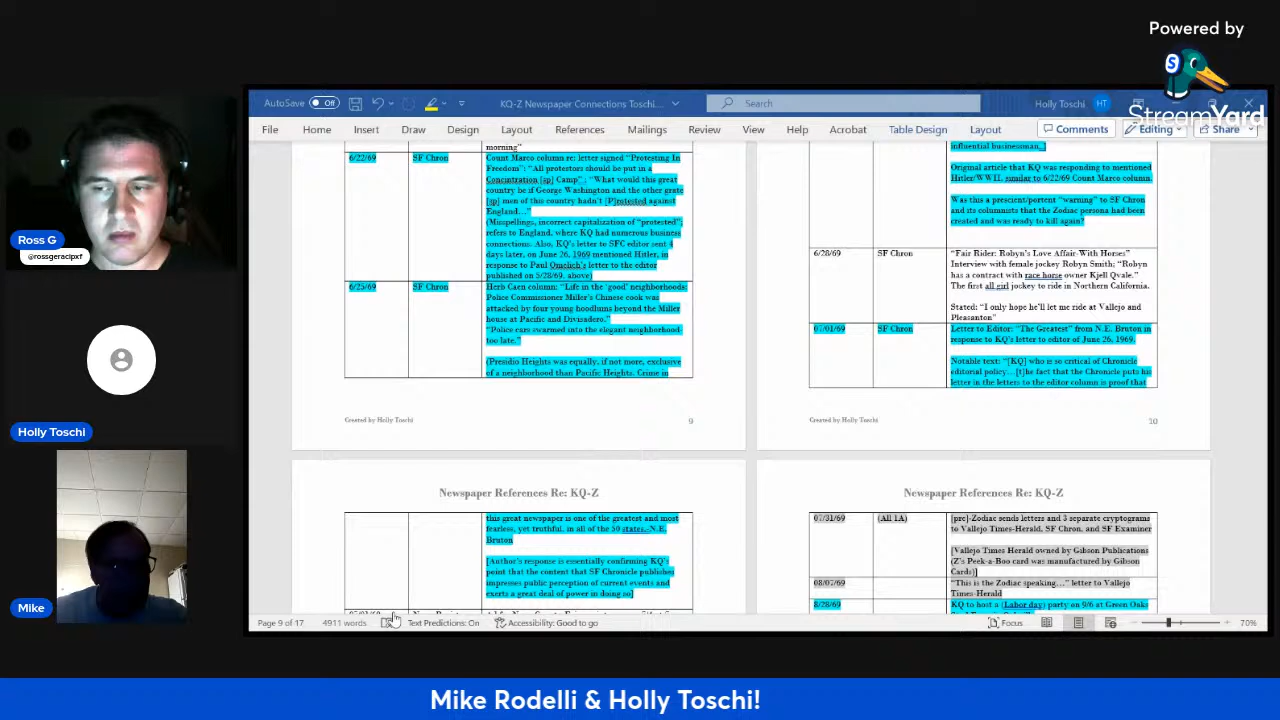 Powered by
StreamYard
AutoSave Off
KQ-Z Newspaper Connections Toschi...
Search
Holly Toschi HT
File Home Insert Draw Design Layout References Mailings Review View Help Acrobat Table Design Layout Comments Editing Share
morning"
6/22/69 SF Chron Count Marco column re: letter signed "Protesting In
Freedom": "All protestors should be put in a
Concintration [sp] Camp" ; "What would this great
country be if George Washington and the other grate
[sp] men of this country hadn't [P]rotested against
England..."
(Misspellings, incorrect capitalization of "protested";
refers to England, where KQ had numerous business
connections. Also, KQ's letter to SFC editor sent 4
days later, on June 26, 1969 mentioned Hitler, in
response to Paul Omelich's letter to the editor
published on 5/28/69, above)
6/25/69 SF Chron Herb Caen column: "Life in the 'good' neighborhoods:
Police Commissioner Miller's Chinese cook was
attacked by four young hoodlums beyond the Miller
house at Pacific and Divisadero."
"Police cars swarmed into the elegant neighborhood-
too late."
(Presidio Heights was equally, if not more, exclusive
of a neighborhood than Pacific Heights. Crime in
Created by Holly Toschi 9
influential businessman.]
Original article that KQ was responding to mentioned
Hitler/WWII, similar to 6/22/69 Count Marco column.
Was this a prescient/portent "warning" to SF Chron
and its columnists that the Zodiac persona had been
created and was ready to kill again?
6/28/69 SF Chron "Fair Rider: Robyn's Love Affair With Horses"
Interview with female jockey Robyn Smith; "Robyn
has a contract with race horse owner Kjell Qvale."
The first all girl jockey to ride in Northern California.
Stated: "I only hope he'll let me ride at Vallejo and
Pleasanton"
07/01/69 SF Chron Letter to Editor: "The Greatest" from N.E. Bruton in
response to KQ's letter to editor of June 26, 1969.
Notable text: "[KQ] who is so critical of Chronicle
editorial policy...[t]he fact that the Chronicle puts his
letter in the letters to the editor column is proof that
Created by Holly Toschi 10
Newspaper References Re: KQ-Z
this great newspaper is one of the greatest and most
fearless, yet truthful, in all of the 50 states.-N.E.
Bruton
[Author's response is essentially confirming KQ's
point that the content that SF Chronicle publishes
impresses public perception of current events and
exerts a great deal of power in doing so]
Newspaper References Re: KQ-Z
07/31/69 (All 1A) [pre]-Zodiac sends letters and 3 separate cryptograms
to Vallejo Times-Herald, SF Chron, and SF Examiner
[Vallejo Times Herald owned by Gibson Publications
(Z's Peek-a-Boo card was manufactured by Gibson
Cards)]
08/07/69 "This is the Zodiac speaking..." letter to Vallejo
Times-Herald
8/28/69 KQ to host a (Labor day) party on 9/6 at Green Oaks
Page 9 of 17 4911 words Text Predictions: On Accessibility: Good to go Focus 70%
Ross G
@rossgeracipxf
Holly Toschi
Mike
Mike Rodelli & Holly Toschi!